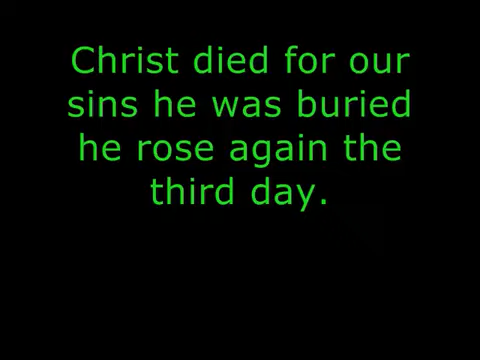 Christ died for our
sins he was buried
he rose again the
third day.